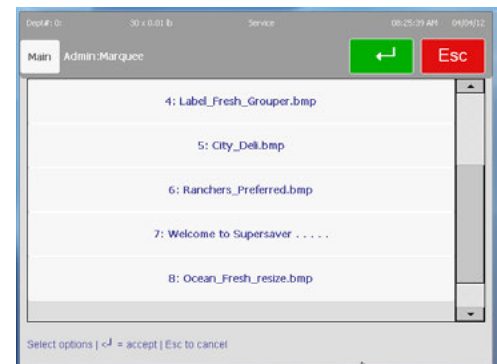 Dept#: 0: 30 x 0.01 lb Service 08:25:39 AM 04/04/12
Main Admin:Marquee Esc
4: Label_Fresh_Grouper.bmp
5: City_Deli.bmp
6: Ranchers_Preferred.bmp
7: Welcome to Supersaver . . . . .
8: Ocean_Fresh_resize.bmp
Select options | ↵ = accept | Esc to cancel